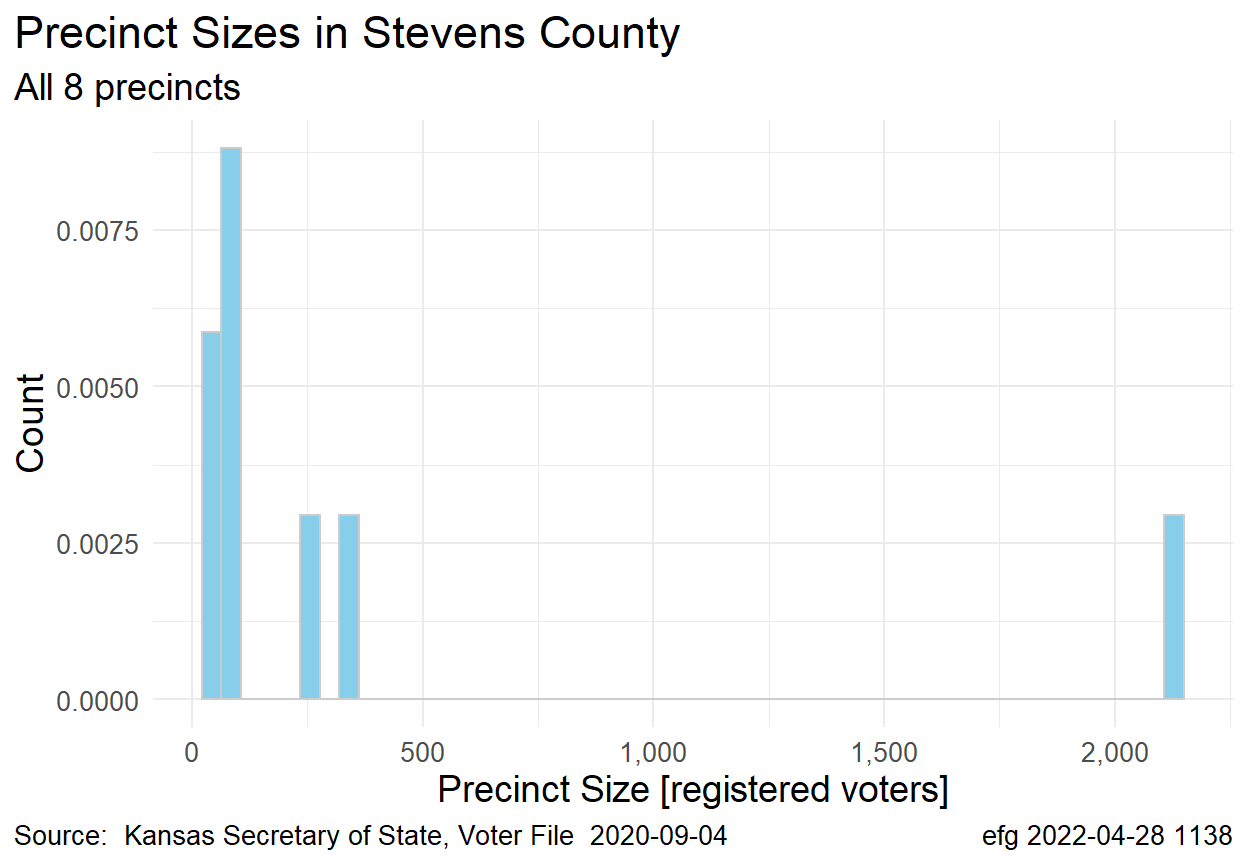 Precinct Sizes in Stevens County
All 8 precincts
0.0075
0.0050
0.0025
0.0000
Count
0
500
1,000
1,500
2,000
Precinct Size [registered voters]
Source:  Kansas Secretary of State, Voter File  2020-09-04
efg 2022-04-28 1138